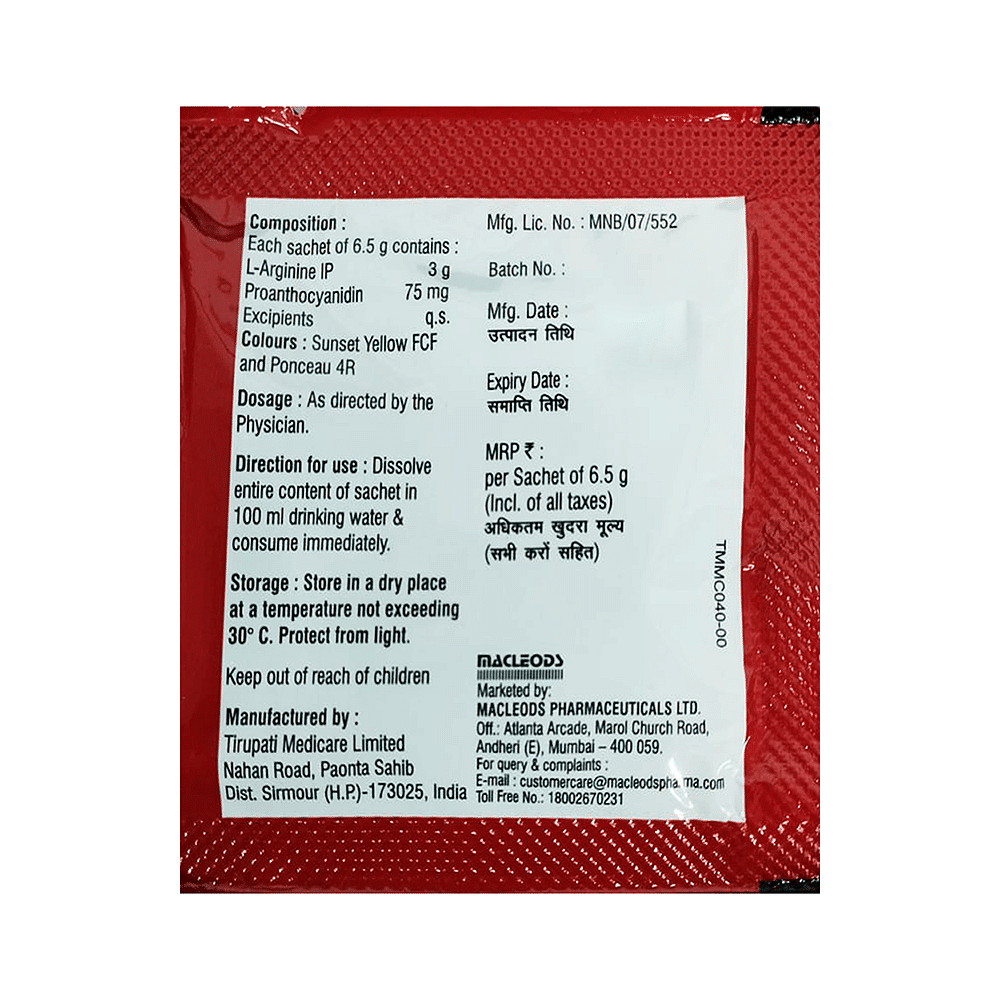 Composition :
Each sachet of 6.5 g contains :
L-Arginine IP 3 g
Proanthocyanidin 75 mg
Excipients q.s.
Colours : Sunset Yellow FCF
and Ponceau 4R
Dosage : As directed by the
Physician.
Direction for use : Dissolve
entire content of sachet in
100 ml drinking water &
consume immediately.
Storage : Store in a dry place
at a temperature not exceeding
30° C. Protect from light.
Keep out of reach of children
Manufactured by :
Tirupati Medicare Limited
Nahan Road, Paonta Sahib
Dist. Sirmour (H.P.)-173025, India
Mfg. Lic. No. : MNB/07/552
Batch No. :
Mfg. Date :
उत्पादन तिथि
Expiry Date :
समाप्ति तिथि
MRP ₹ :
per Sachet of 6.5 g
(Incl. of all taxes)
अधिकतम खुदरा मूल्य
(सभी करों सहित)
MACLEODS
Marketed by:
MACLEODS PHARMACEUTICALS LTD.
Off.: Atlanta Arcade, Marol Church Road,
Andheri (E), Mumbai – 400 059.
For query & complaints :
E-mail : customercare@macleodspharma.com
Toll Free No.: 18002670231
TMMC040-00